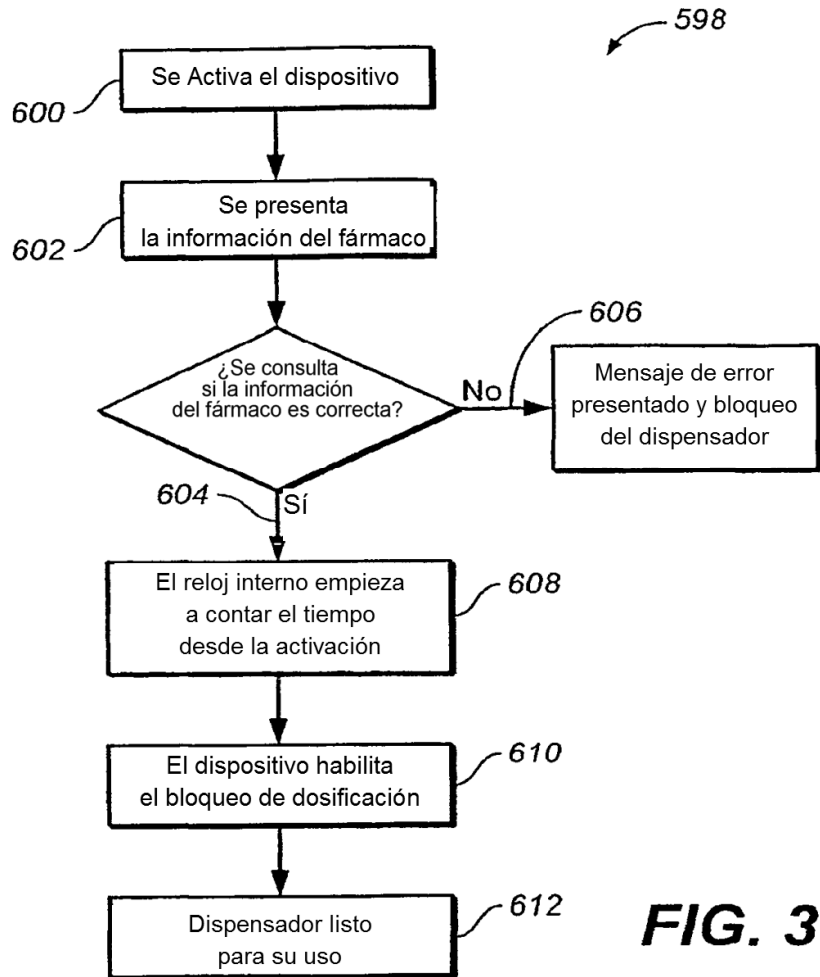 598
Se Activa el dispositivo
600
Se presenta
la información del fármaco
602
¿Se consulta
si la información
del fármaco es correcta?
No
606
Mensaje de error
presentado y bloqueo
del dispensador
604
Sí
El reloj interno empieza
a contar el tiempo
desde la activación
608
El dispositivo habilita
el bloqueo de dosificación
610
Dispensador listo
para su uso
612
FIG. 3